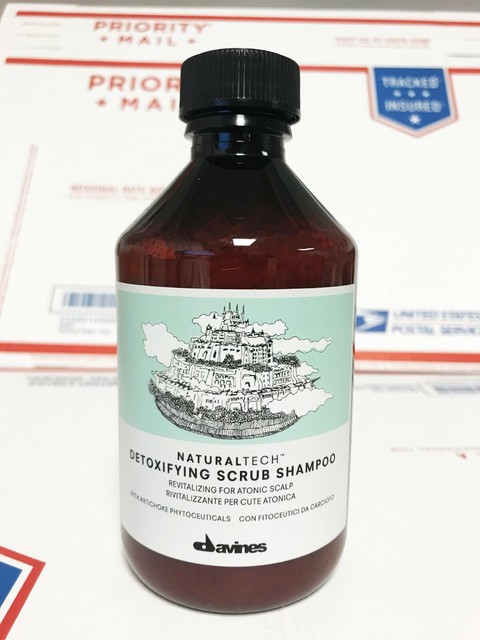 PRIORITY
MAIL
PRIORITY
MAIL
TRACKED
INSURED
UNITED STATES
POSTAL SERVICE
NATURALTECH™
DETOXIFYING SCRUB SHAMPOO
REVITALIZING FOR ATONIC SCALP
RIVITALIZZANTE PER CUTE ATONICA
WITH ARTICHOKE PHYTOCEUTICALS CON FITOCEUTICI DA CARCIOFO
davines